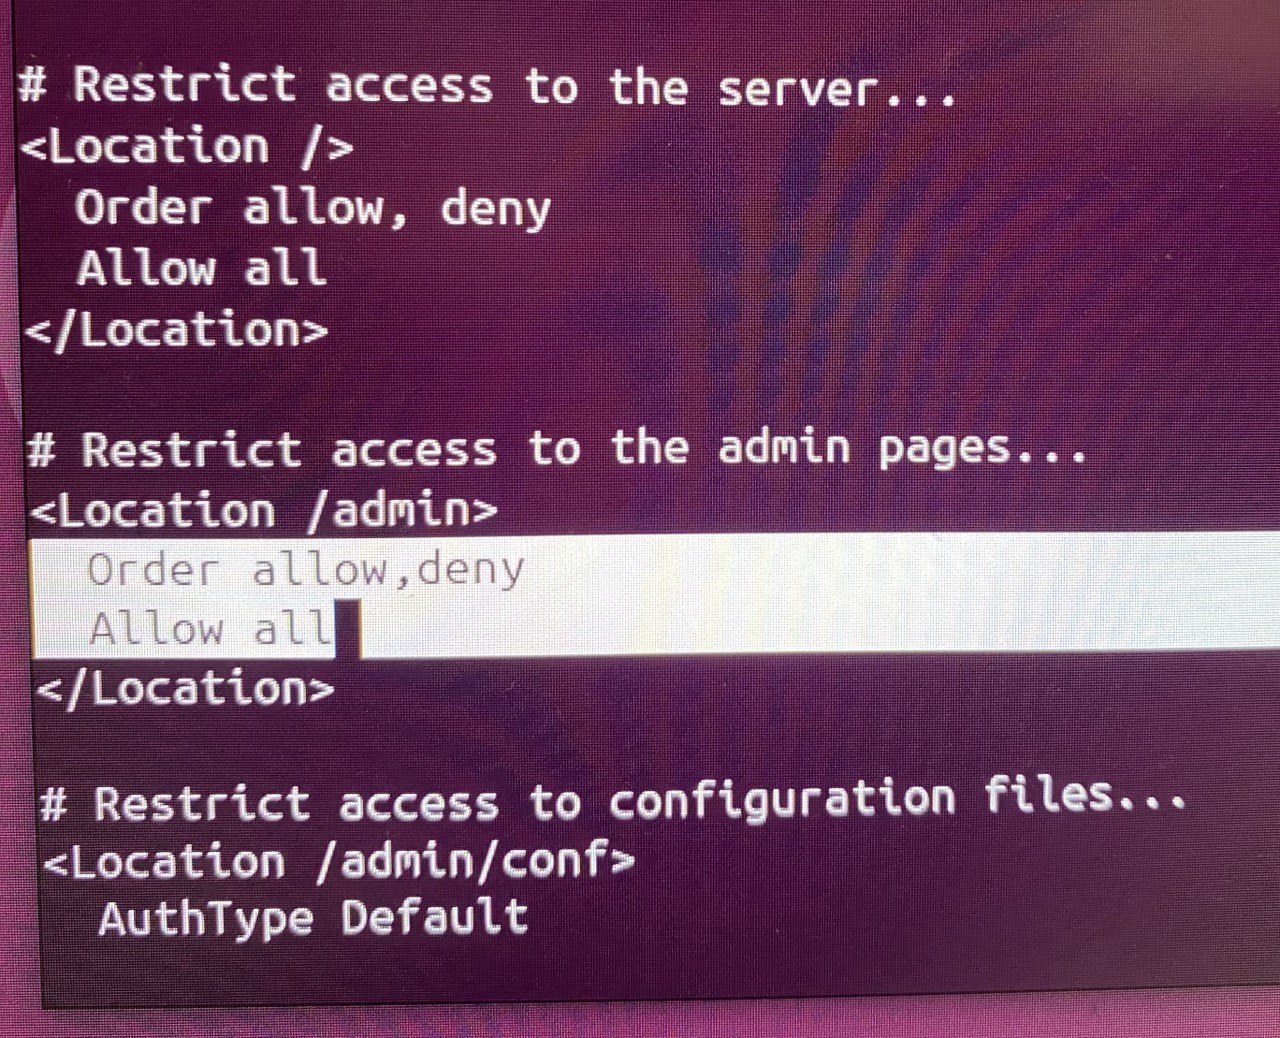 # Restrict access to the server...
<Location />
  Order allow, deny
  Allow all
</Location>

# Restrict access to the admin pages...
<Location /admin>
  Order allow,deny
  Allow all
</Location>

# Restrict access to configuration files...
<Location /admin/conf>
  AuthType Default